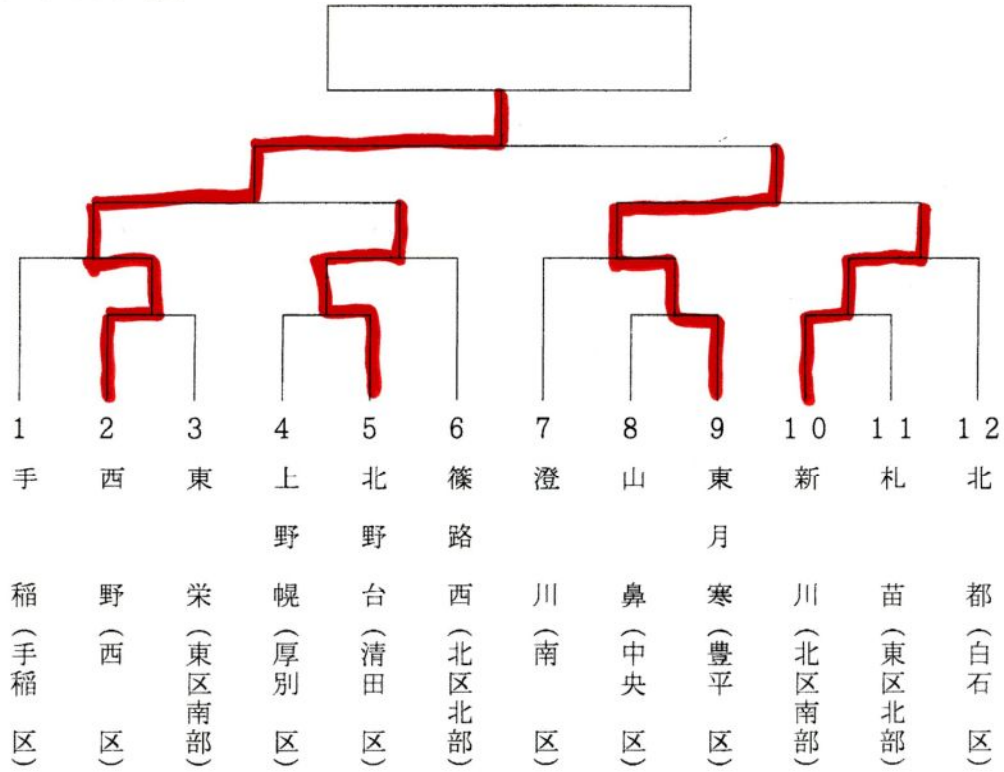 1 2 3 4 5 6 7 8 9 10 11 12
手稲(手稲区)
西野(西区)
東栄(東区南部)
上野幌(厚別区)
北野台(清田区)
篠路西(北区北部)
澄川(南区)
山鼻(中央区)
東月寒(豊平区)
新川(北区南部)
札苗(東区北部)
北都(白石区)